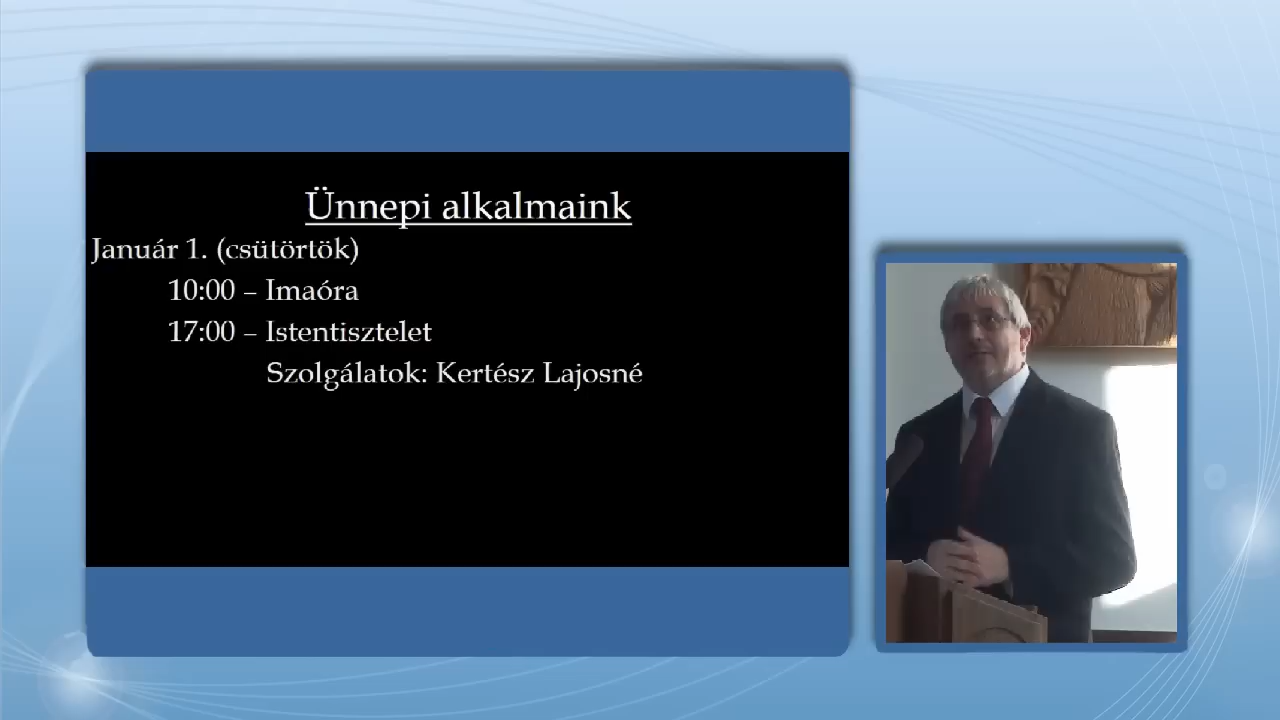 Ünnepi alkalmaink
Január 1. (csütörtök)
10:00 – Imaóra
17:00 – Istentisztelet
Szolgálatok: Kertész Lajosné